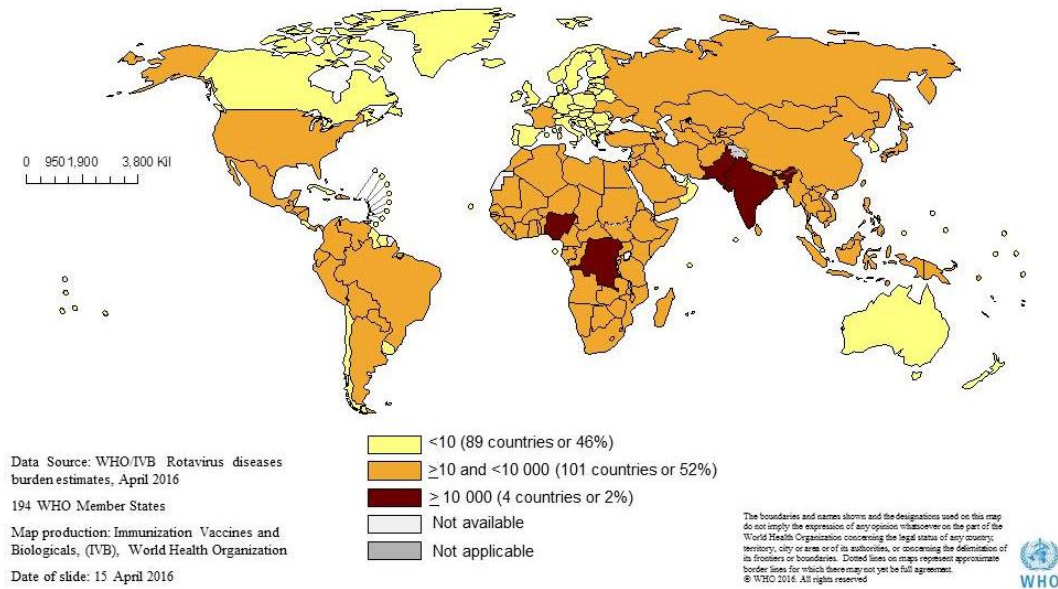 0 950 1,900 3,800 Kil
<10 (89 countries or 46%)
≥10 and <10 000 (101 countries or 52%)
≥ 10 000 (4 countries or 2%)
Not available
Not applicable
Data Source: WHO/IVB Rotavirus diseases
burden estimates, April 2016
194 WHO Member States
Map production: Immunization Vaccines and
Biologicals, (IVB), World Health Organization
Date of slide: 15 April 2016
The boundaries and names shown and the designations used on this map
do not imply the expression of any opinion whatsoever on the part of the
World Health Organization concerning the legal status of any country,
territory, city or area or of its authorities, or concerning the delimitation of
its frontiers or boundaries. Dotted lines on maps represent approximate
border lines for which there may not yet be full agreement.
© WHO 2016. All rights reserved
WHO